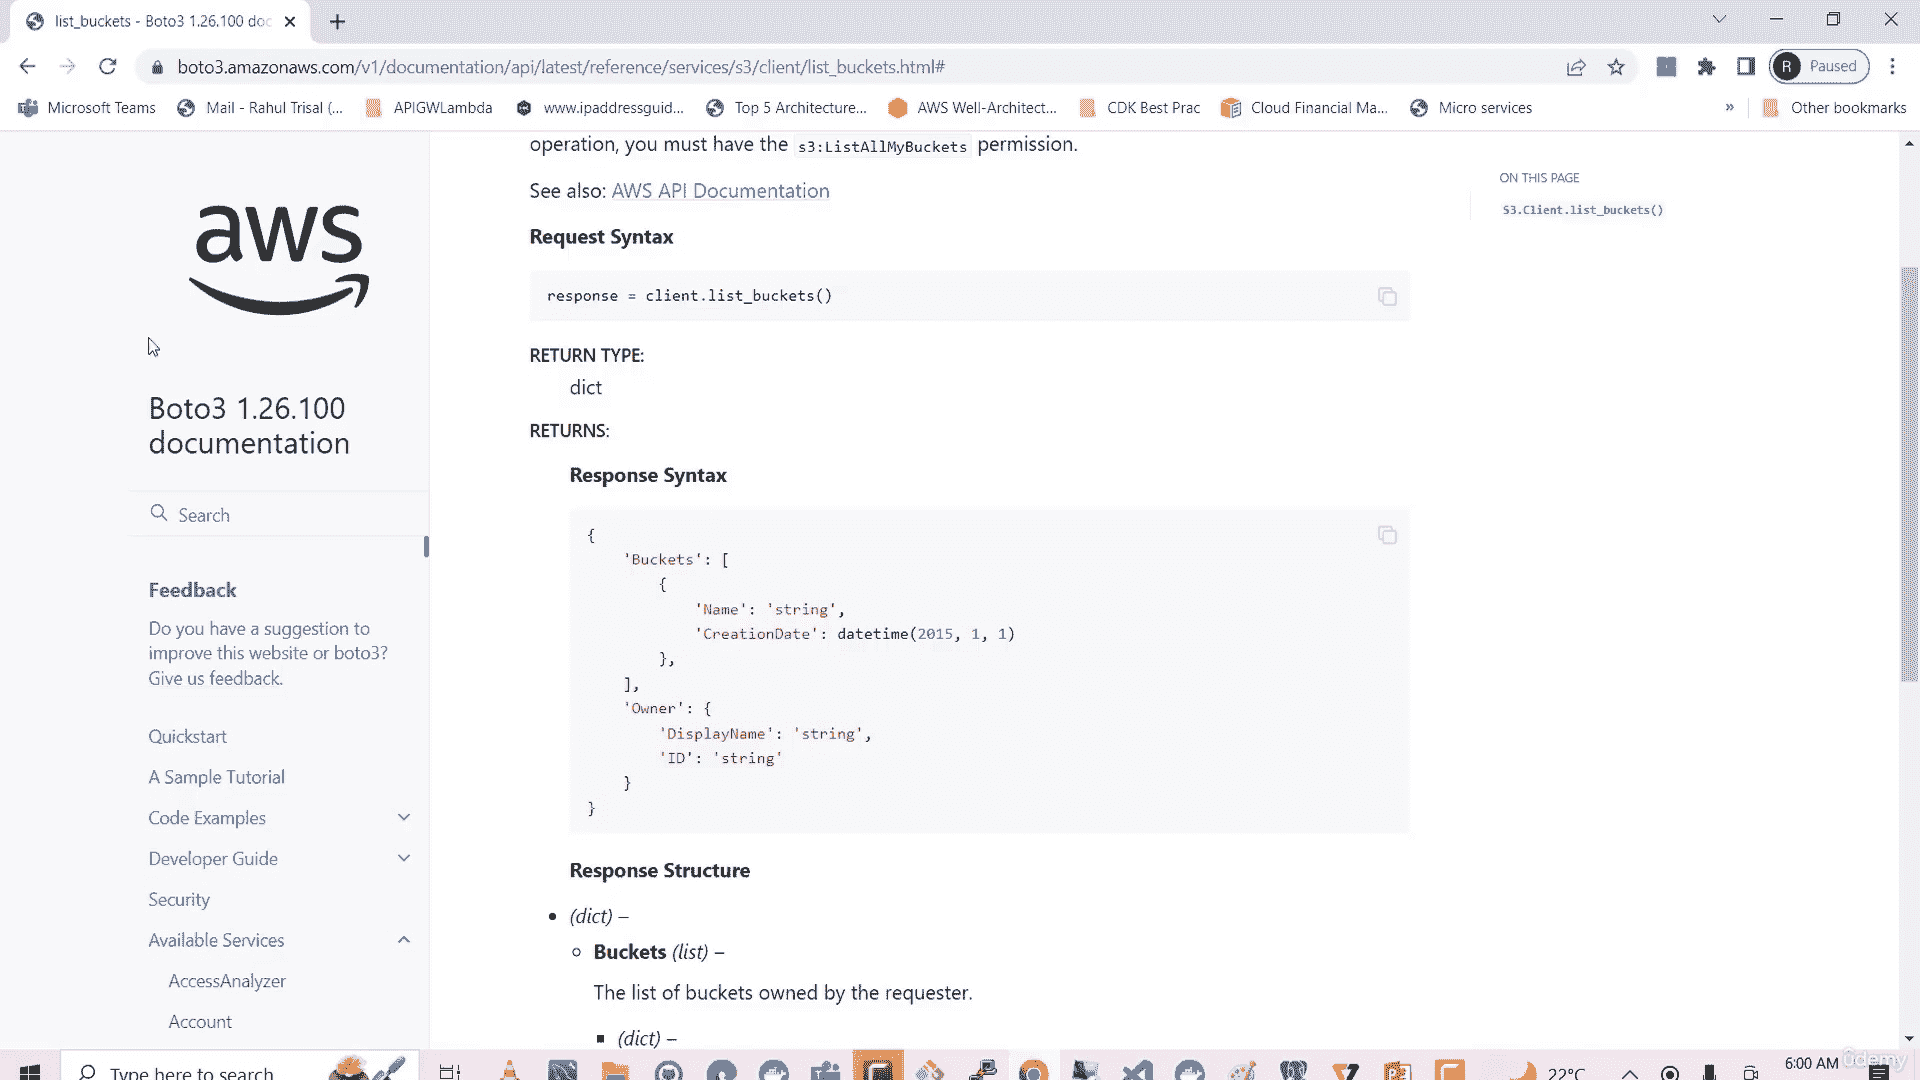 list_buckets - Boto3 1.26.100 doc
boto3.amazonaws.com/v1/documentation/api/latest/reference/services/s3/client/list_buckets.html#
R Paused
Microsoft Teams Mail - Rahul Trisal (... APIGWLambda www.ipaddressguid... Top 5 Architecture... AWS Well-Architect... CDK Best Prac Cloud Financial Ma... Micro services » Other bookmarks
operation, you must have the s3:ListAllMyBuckets permission.
See also: AWS API Documentation
Request Syntax
response = client.list_buckets()
RETURN TYPE:
dict
RETURNS:
Response Syntax
{
'Buckets': [
{
'Name': 'string',
'CreationDate': datetime(2015, 1, 1)
},
],
'Owner': {
'DisplayName': 'string',
'ID': 'string'
}
}
Response Structure
(dict) –
Buckets (list) –
The list of buckets owned by the requester.
(dict) –
ON THIS PAGE
S3.Client.list_buckets()
aws
Boto3 1.26.100
documentation
Search
Feedback
Do you have a suggestion to
improve this website or boto3?
Give us feedback.
Quickstart
A Sample Tutorial
Code Examples
Developer Guide
Security
Available Services
AccessAnalyzer
Account
Type here to search
22°C
6:00 AM
ûdemy